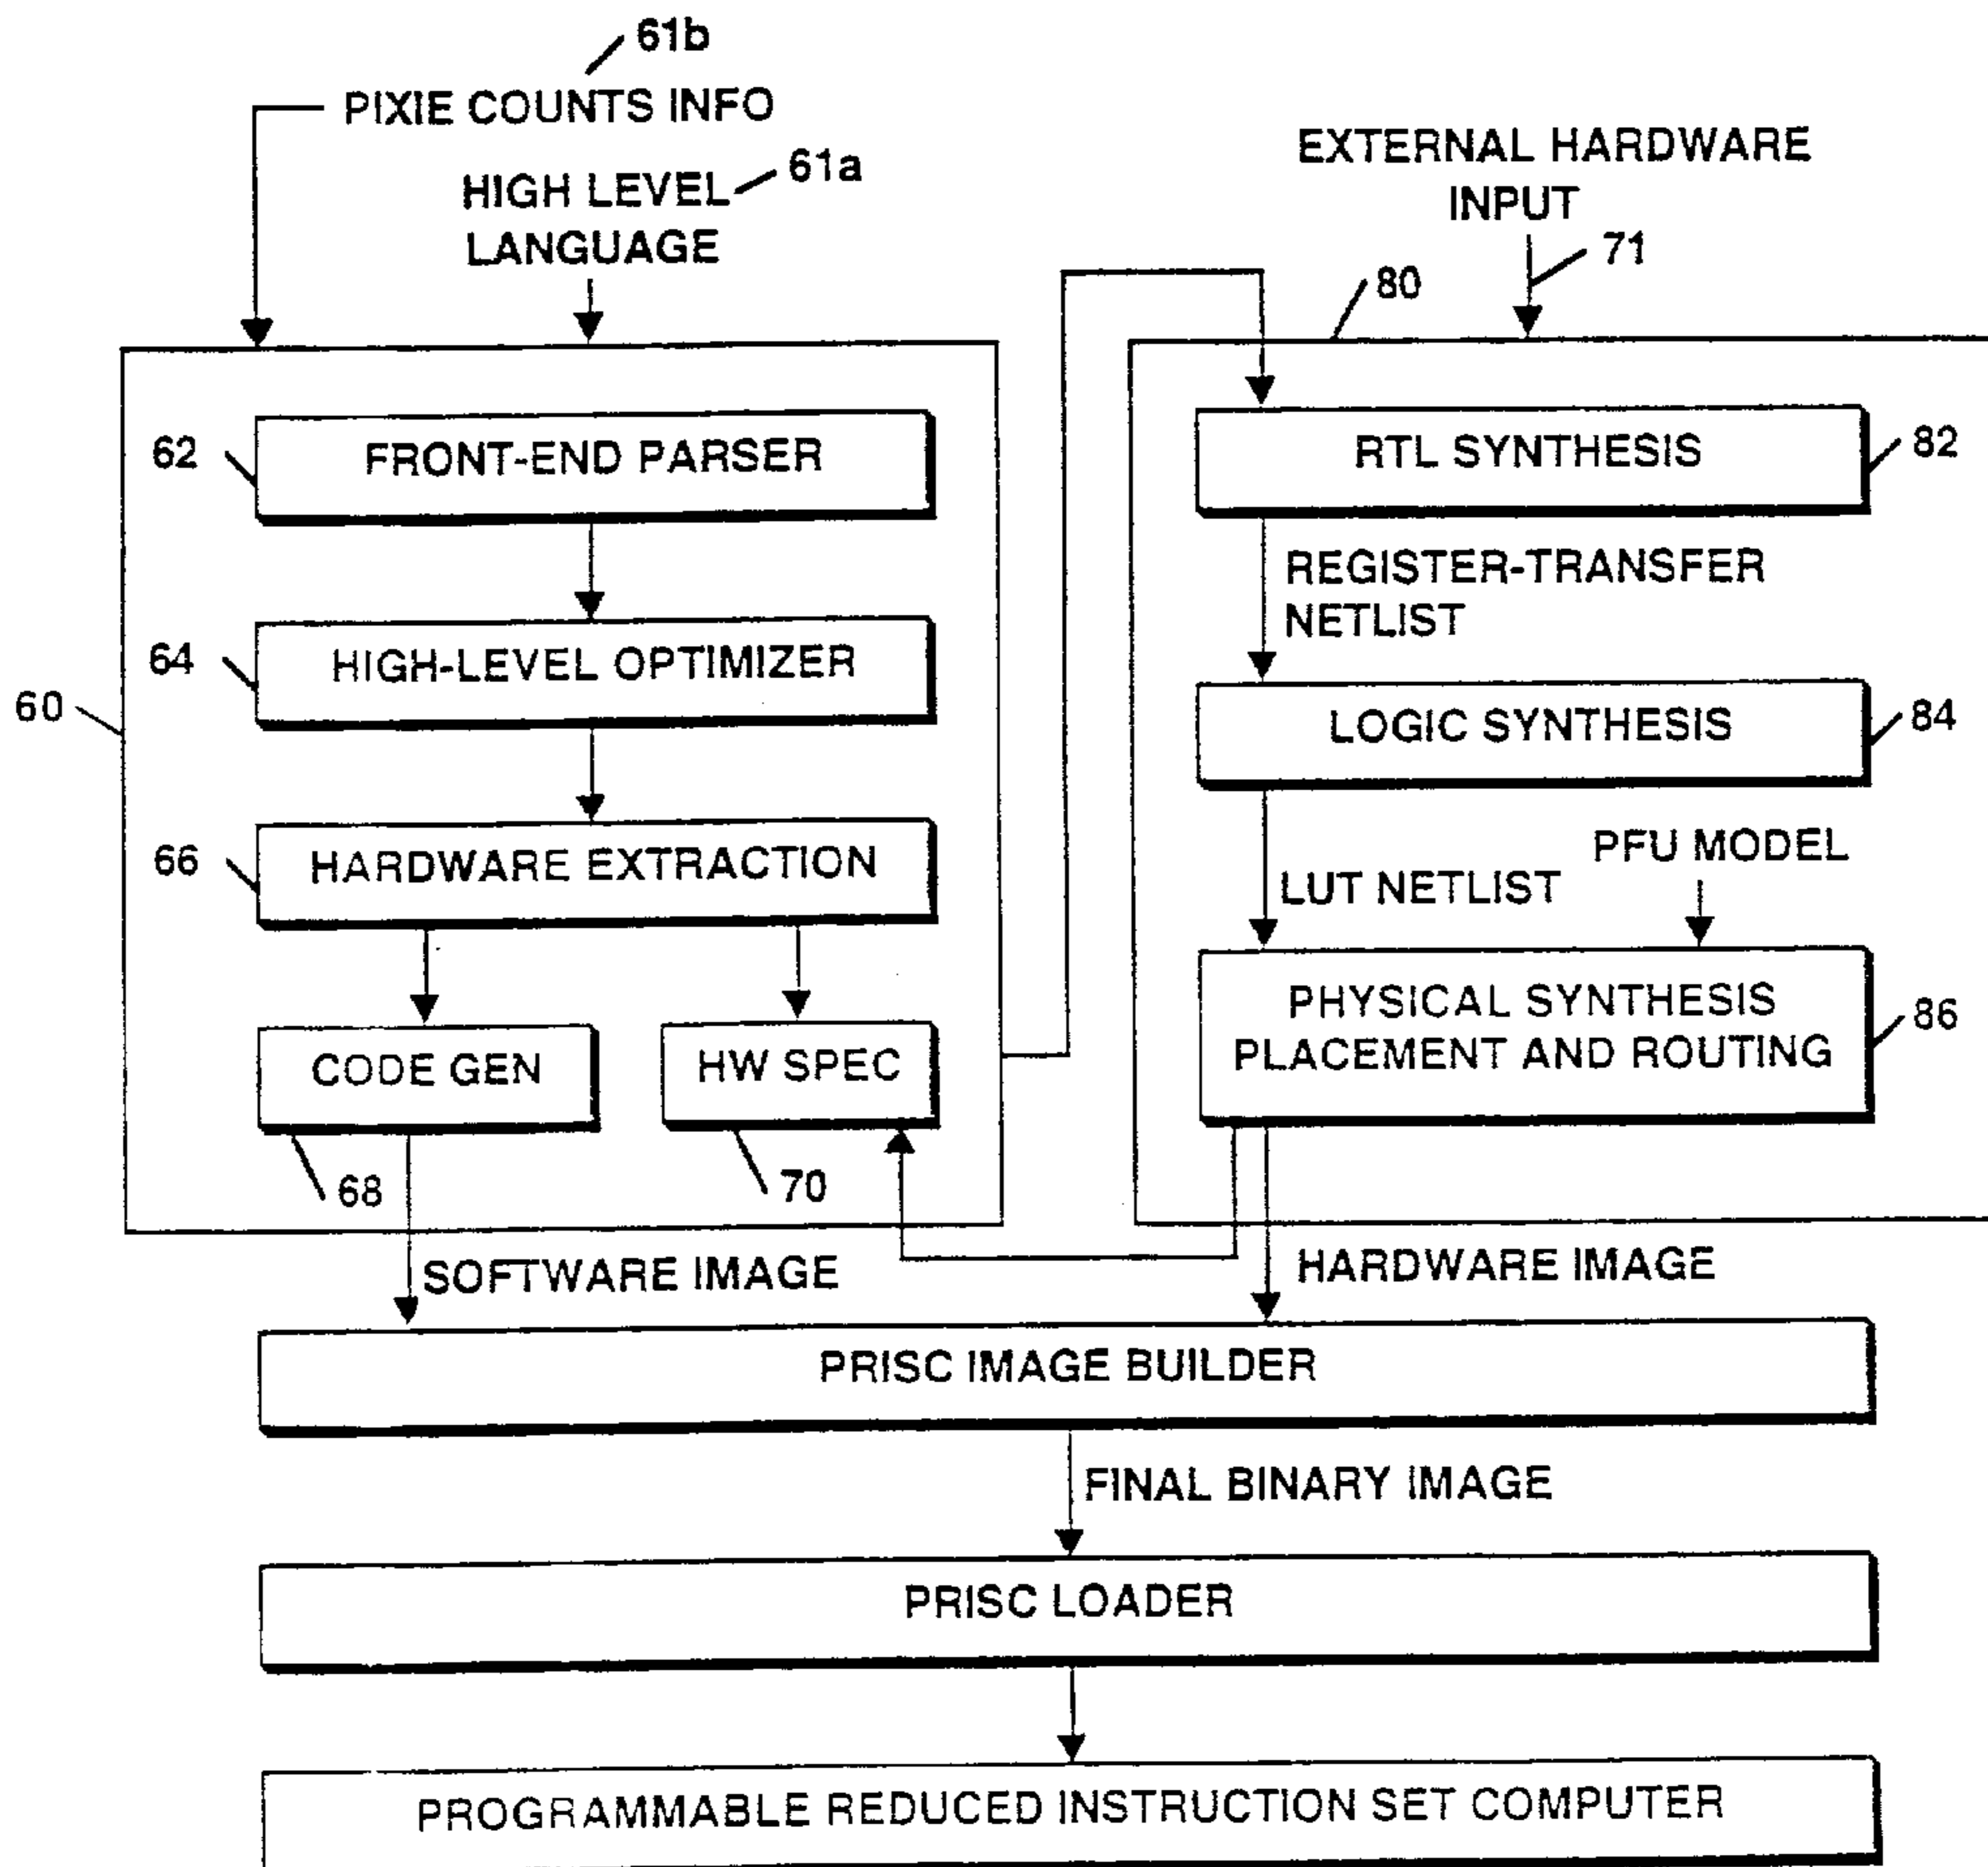 61b
PIXIE COUNTS INFO
HIGH LEVEL
LANGUAGE
61a
EXTERNAL HARDWARE
INPUT
71
80
60
62
FRONT-END PARSER
64
HIGH-LEVEL OPTIMIZER
66
HARDWARE EXTRACTION
CODE GEN
HW SPEC
68
70
RTL SYNTHESIS
82
REGISTER-TRANSFER
NETLIST
LOGIC SYNTHESIS
84
PFU MODEL
LUT NETLIST
PHYSICAL SYNTHESIS
PLACEMENT AND ROUTING
86
SOFTWARE IMAGE
HARDWARE IMAGE
PRISC IMAGE BUILDER
FINAL BINARY IMAGE
PRISC LOADER
PROGRAMMABLE REDUCED INSTRUCTION SET COMPUTER